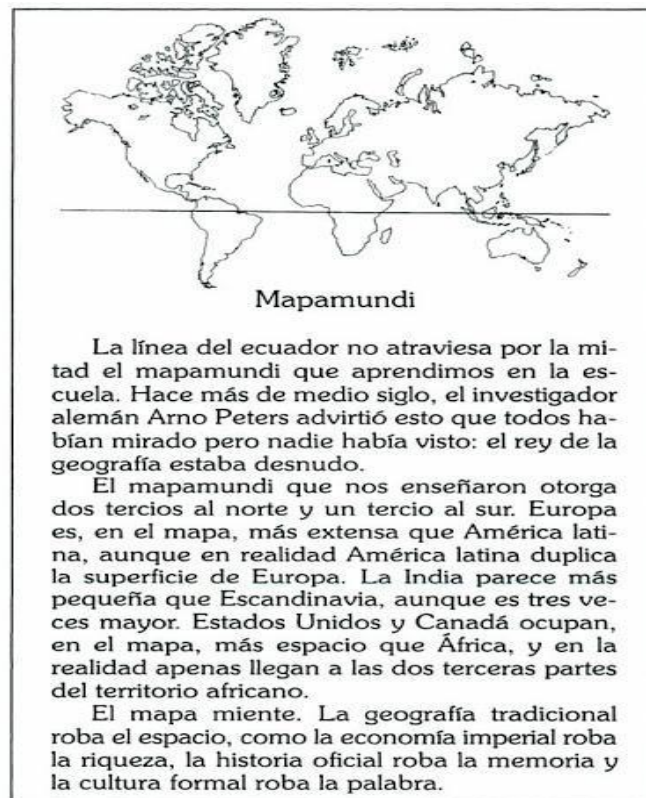 Mapamundi
La línea del ecuador no atraviesa por la mi-
tad el mapamundi que aprendimos en la es-
cuela. Hace más de medio siglo, el investigador
alemán Arno Peters advirtió esto que todos ha-
bían mirado pero nadie había visto: el rey de la
geografía estaba desnudo.
El mapamundi que nos enseñaron otorga
dos tercios al norte y un tercio al sur. Europa
es, en el mapa, más extensa que América lati-
na, aunque en realidad América latina duplica
la superficie de Europa. La India parece más
pequeña que Escandinavia, aunque es tres ve-
ces mayor. Estados Unidos y Canadá ocupan,
en el mapa, más espacio que África, y en la
realidad apenas llegan a las dos terceras partes
del territorio africano.
El mapa miente. La geografía tradicional
roba el espacio, como la economía imperial roba
la riqueza, la historia oficial roba la memoria y
la cultura formal roba la palabra.